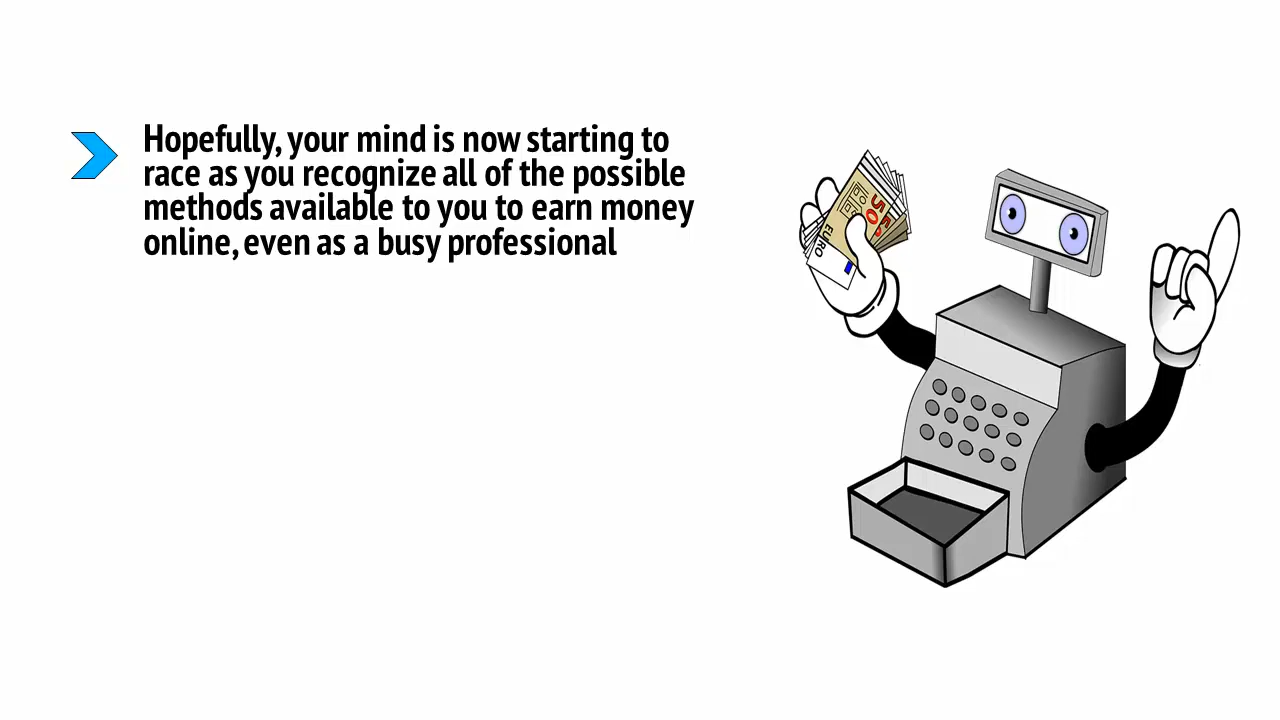 Hopefully, your mind is now starting to
race as you recognize all of the possible
methods available to you to earn money
online, even as a busy professional
EURO